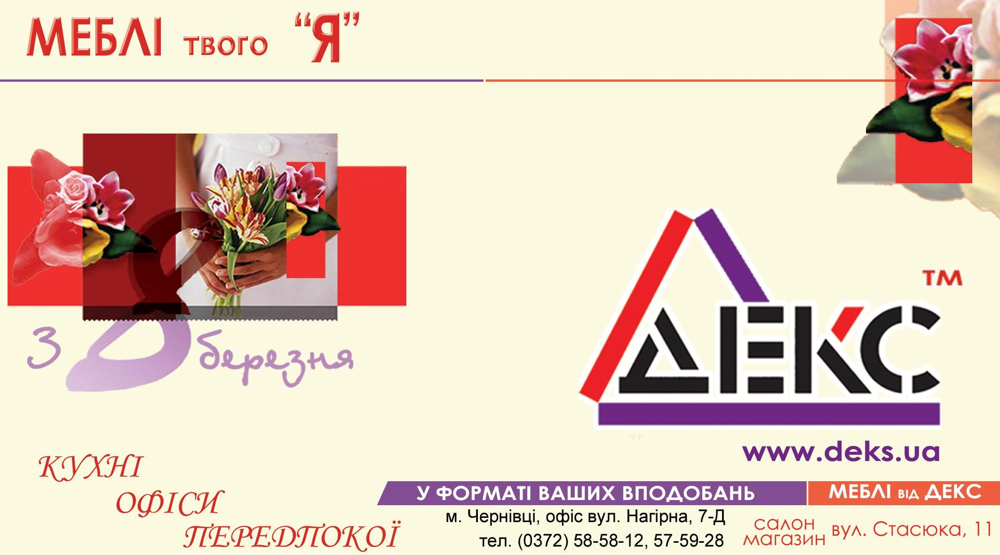 МЕБЛІ твого “Я”
З 8 березня
ТМ
ДЕКС
www.deks.ua
КУХНІ
ОФІСИ
ПЕРЕДПОКОЇ
У ФОРМАТІ ВАШИХ ВПОДОБАНЬ
МЕБЛІ від ДЕКС
м. Чернівці, офіс вул. Нагірна, 7-Д
тел. (0372) 58-58-12, 57-59-28
салон
магазин
вул. Стасюка, 11